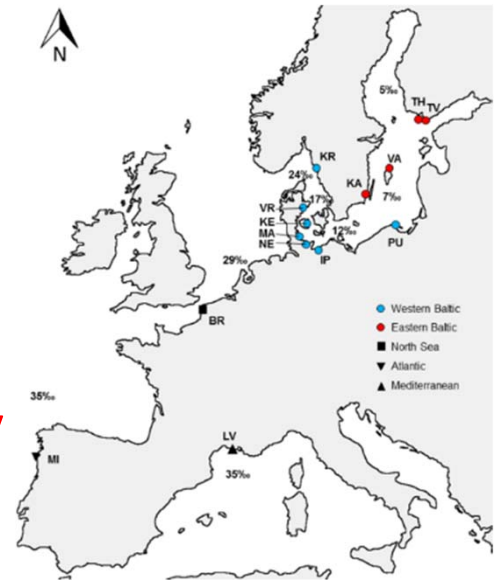 N
5‰
TH
TV
KR
24‰
VA
KA
17‰
7‰
VR
KE
MA
NE
12‰
IP
PU
29‰
BR
Western Baltic
Eastern Baltic
North Sea
Atlantic
Mediterranean
35‰
MI
LV
35‰